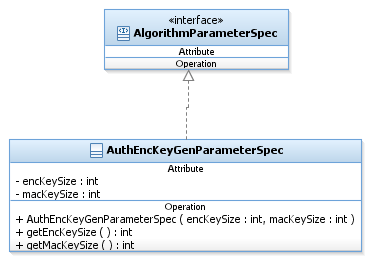 «interface»
AlgorithmParameterSpec
Attribute
Operation
AuthEncKeyGenParameterSpec
Attribute
- encKeySize : int
- macKeySize : int
Operation
+ AuthEncKeyGenParameterSpec ( encKeySize : int, macKeySize : int )
+ getEncKeySize ( ) : int
+ getMacKeySize ( ) : int